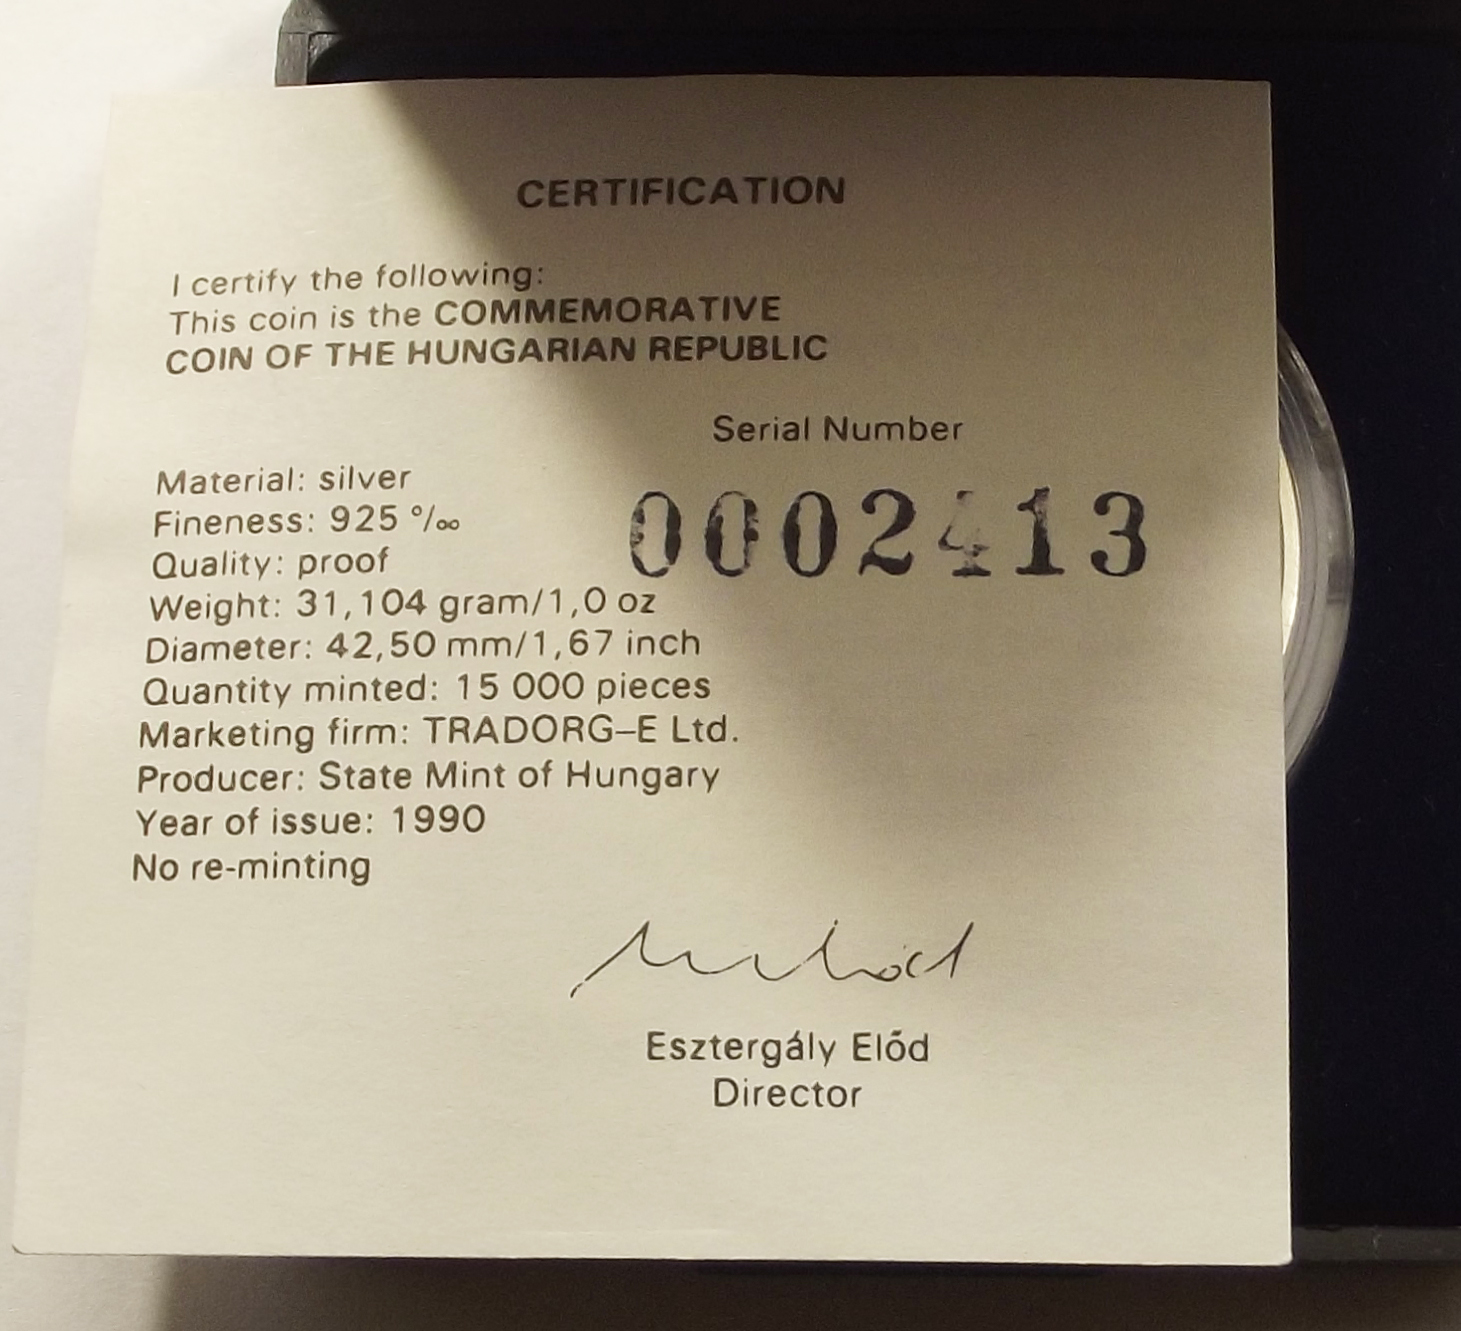 CERTIFICATION
I certify the following:
This coin is the COMMEMORATIVE
COIN OF THE HUNGARIAN REPUBLIC
Serial Number
0002413
Material: silver
Fineness: 925 ‰
Quality: proof
Weight: 31,104 gram/1,0 oz
Diameter: 42,50 mm/1,67 inch
Quantity minted: 15 000 pieces
Marketing firm: TRADORG–E Ltd.
Producer: State Mint of Hungary
Year of issue: 1990
No re-minting
Esztergály Előd
Director